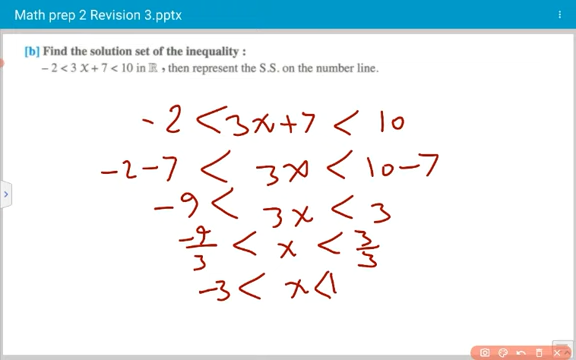 Math prep 2 Revision 3.pptx
[b] Find the solution set of the inequality :
– 2 < 3 X + 7 < 10 in ℝ , then represent the S.S. on the number line.
-2 < 3x+7 < 10
-2-7 < 3x < 10-7
-9 < 3x < 3
-9/3 < x < 3/3
-3 < x < 1